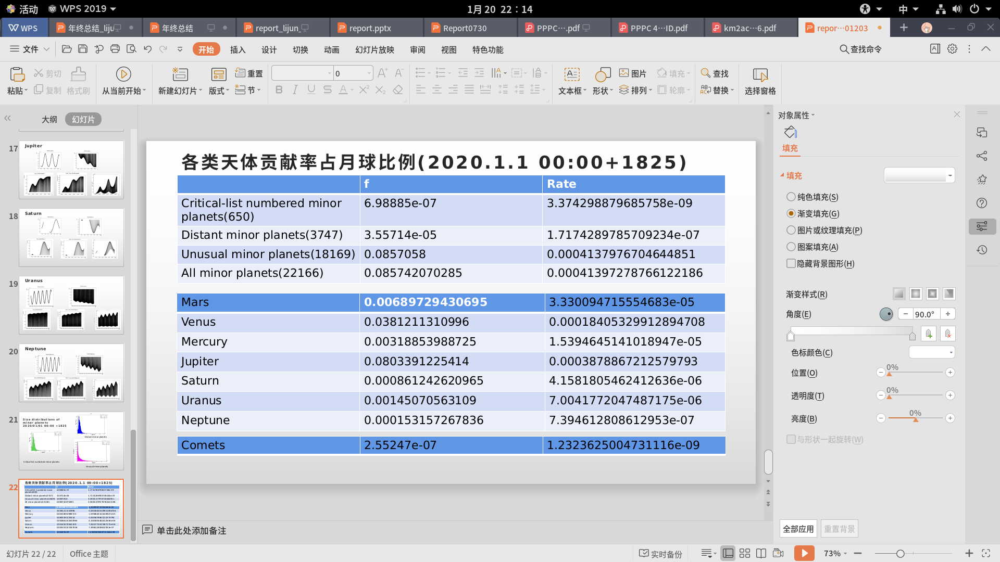 活动
WPS 2019
1月 20 22：14
中
WPS
年终总结_liju
年终总结
report_lijun_
report.pptx
Report0730
PPPC⋯.pdf
PPPC 4⋯ID.pdf
km2ac⋯6.pdf
repor⋯01203
文件
开始
插入
设计
切换
动画
幻灯片放映
审阅
视图
特色功能
查找命令
粘贴
剪切
复制
格式刷
从当前开始
新建幻灯片
版式
重置
节
0
文本框
形状
图片
排列
填充
轮廓
查找
替换
选择窗格
大纲
幻灯片
17
Jupiter
18
Saturn
19
Uranus
20
Neptune
21
Size distributions of
minor planets
2020/01/01 00:00 +1825
Distant minor planets
Critical-list numbered minor planets
Unusual minor planets
22
各类天体贡献率占月球比例(2020.1.1 00:00+1825)
f Rate
Critical-list numbered minor planets(650) 6.98885e-07 3.374298879685758e-09
Distant minor planets(3747) 3.55714e-05 1.7174289785709234e-07
Unusual minor planets(18169) 0.0857058 0.0004137976704644851
All minor planets(22166) 0.085742070285 0.00041397278766122186
Mars 0.00689729430695 3.330094715554683e-05
Venus 0.0381211310996 0.00018405329912894708
Mercury 0.00318853988725 1.5394645141018947e-05
Jupiter 0.0803391225414 0.0003878867212579793
Saturn 0.000861242620965 4.1581805462412636e-06
Uranus 0.00145070563109 7.0041772047487175e-06
Neptune 0.000153157267836 7.394612808612953e-07
Comets 2.55247e-07 1.2323625004731116e-09
单击此处添加备注
对象属性
填充
填充
纯色填充(S)
渐变填充(G)
图片或纹理填充(P)
图案填充(A)
隐藏背景图形(H)
渐变样式(R)
角度(E)
90.0°
色标颜色(C)
位置(O)
0%
透明度(T)
0%
亮度(B)
0%
与形状一起旋转(W)
全部应用
重置背景
幻灯片 22 / 22
Office 主题
实时备份
73%